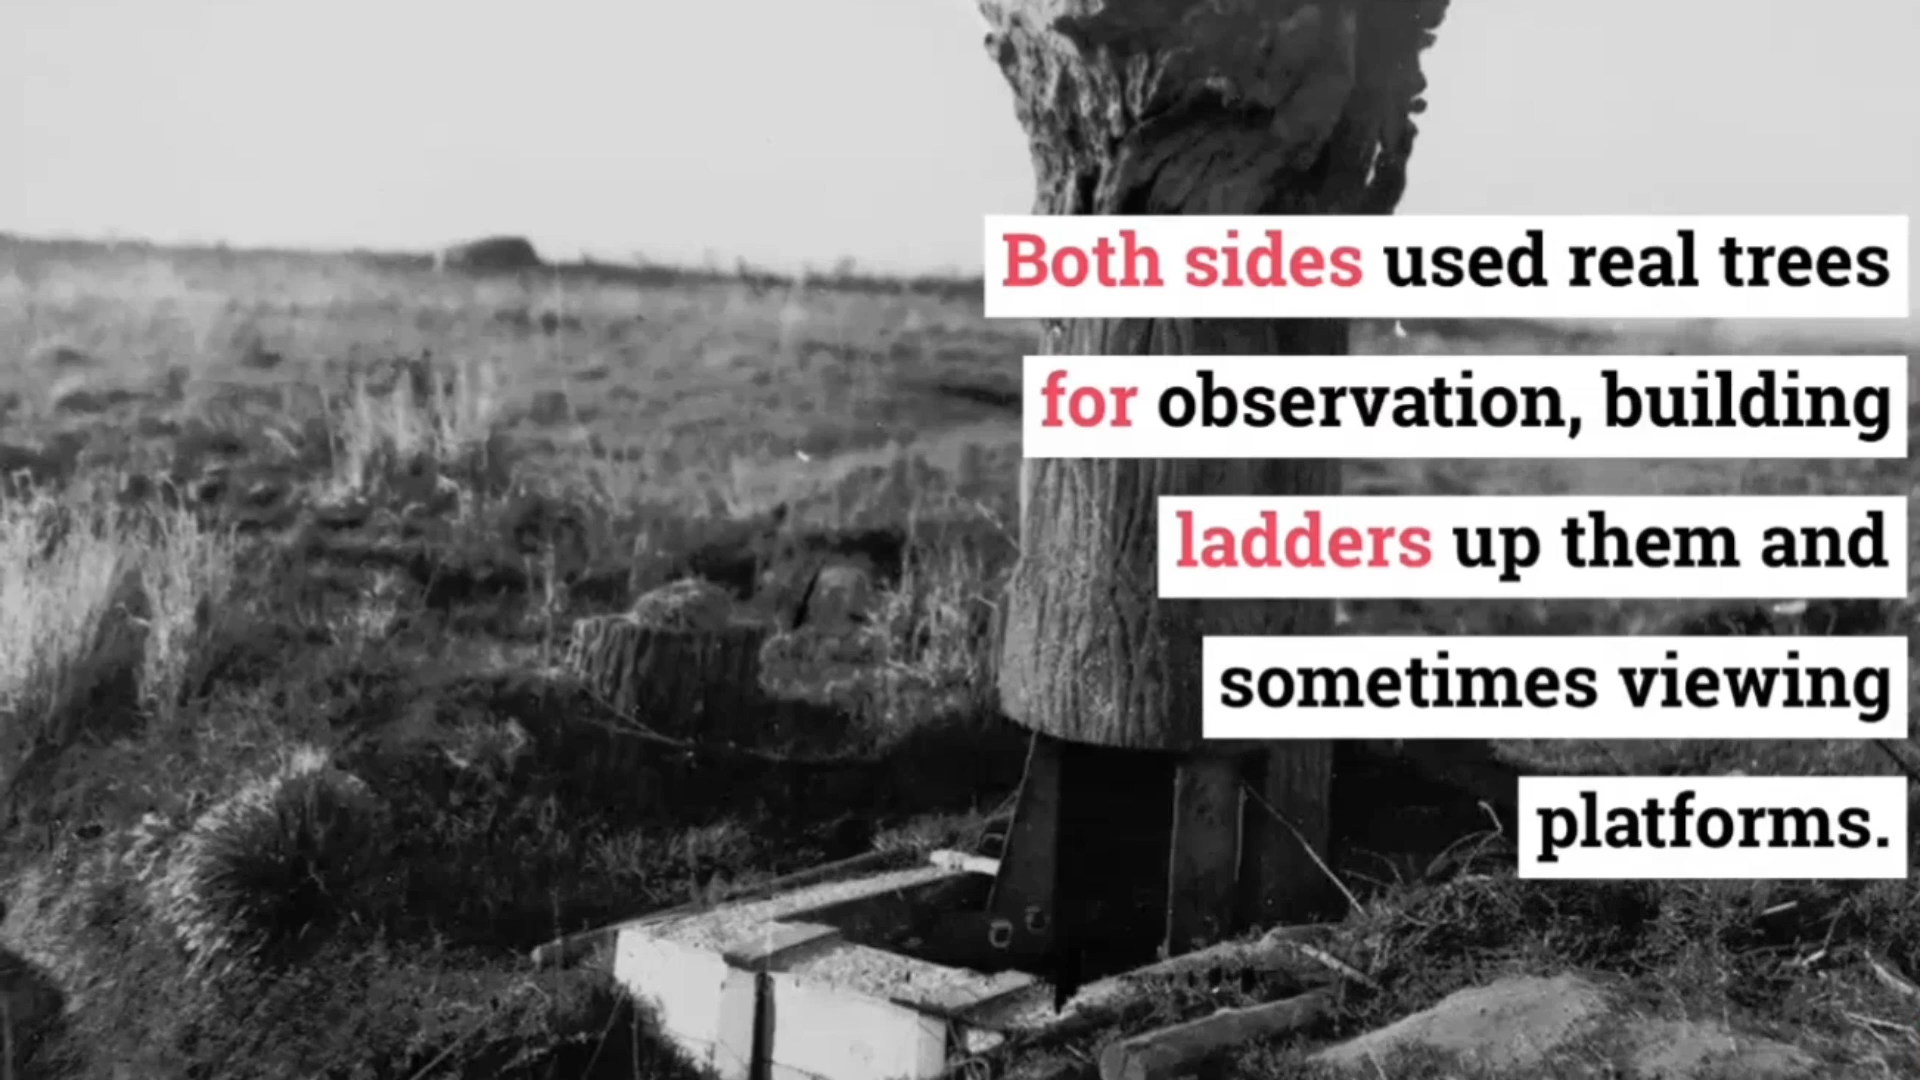 Both sides used real trees
for observation, building
ladders up them and
sometimes viewing
platforms.